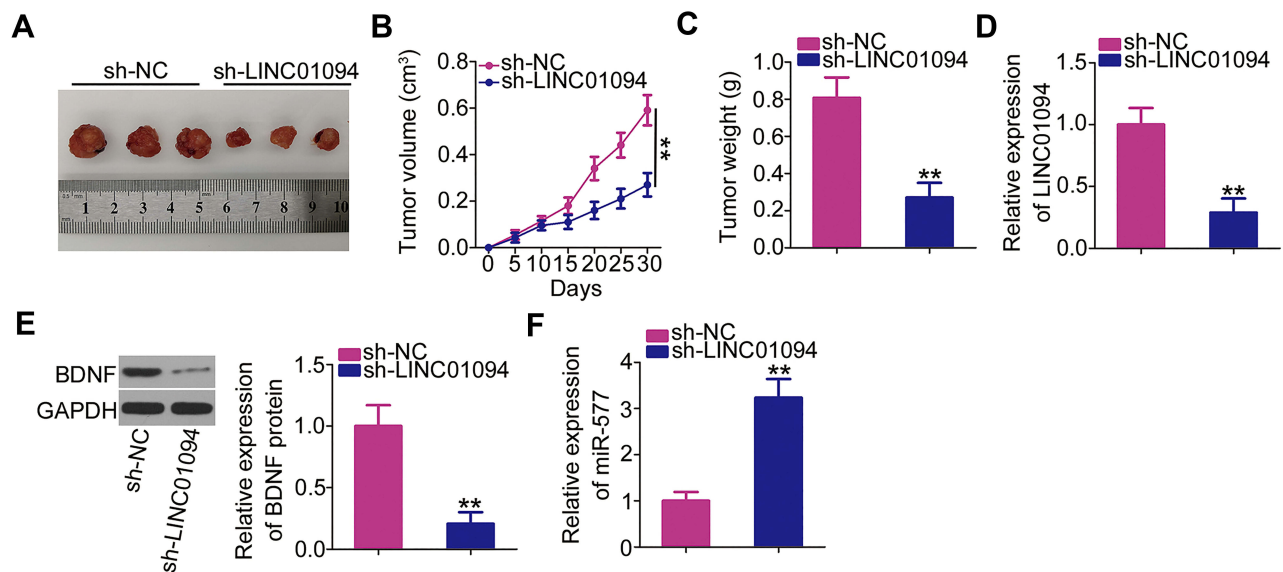 A
sh-NC
sh-LINC01094
1 2 3 4 5 6 7 8 9 10
B
sh-NC
sh-LINC01094
Tumor volume (cm³)
0.8
0.6
0.4
0.2
0.0
0 5 10 15 20 25 30
Days
**
C
sh-NC
sh-LINC01094
Tumor weight (g)
1.0
0.8
0.6
0.4
0.2
0.0
**
D
sh-NC
sh-LINC01094
Relative expression
of LINC01094
1.5
1.0
0.5
0.0
**
E
BDNF
GAPDH
sh-NC
sh-LINC01094
sh-NC
sh-LINC01094
Relative expression
of BDNF protein
1.5
1.0
0.5
0.0
**
F
sh-NC
sh-LINC01094
Relative expression
of miR-577
4
3
2
1
0
**